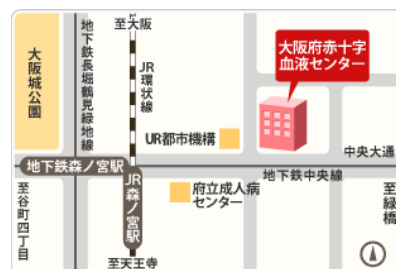 至大阪
大阪城公園
地下鉄長堀鶴見緑地線
JR環状線
大阪府赤十字
血液センター
UR都市機構
中央大通
地下鉄森ノ宮駅
JR森ノ宮駅
地下鉄中央線
至谷町四丁目
府立成人病
センター
至緑橋
至天王寺